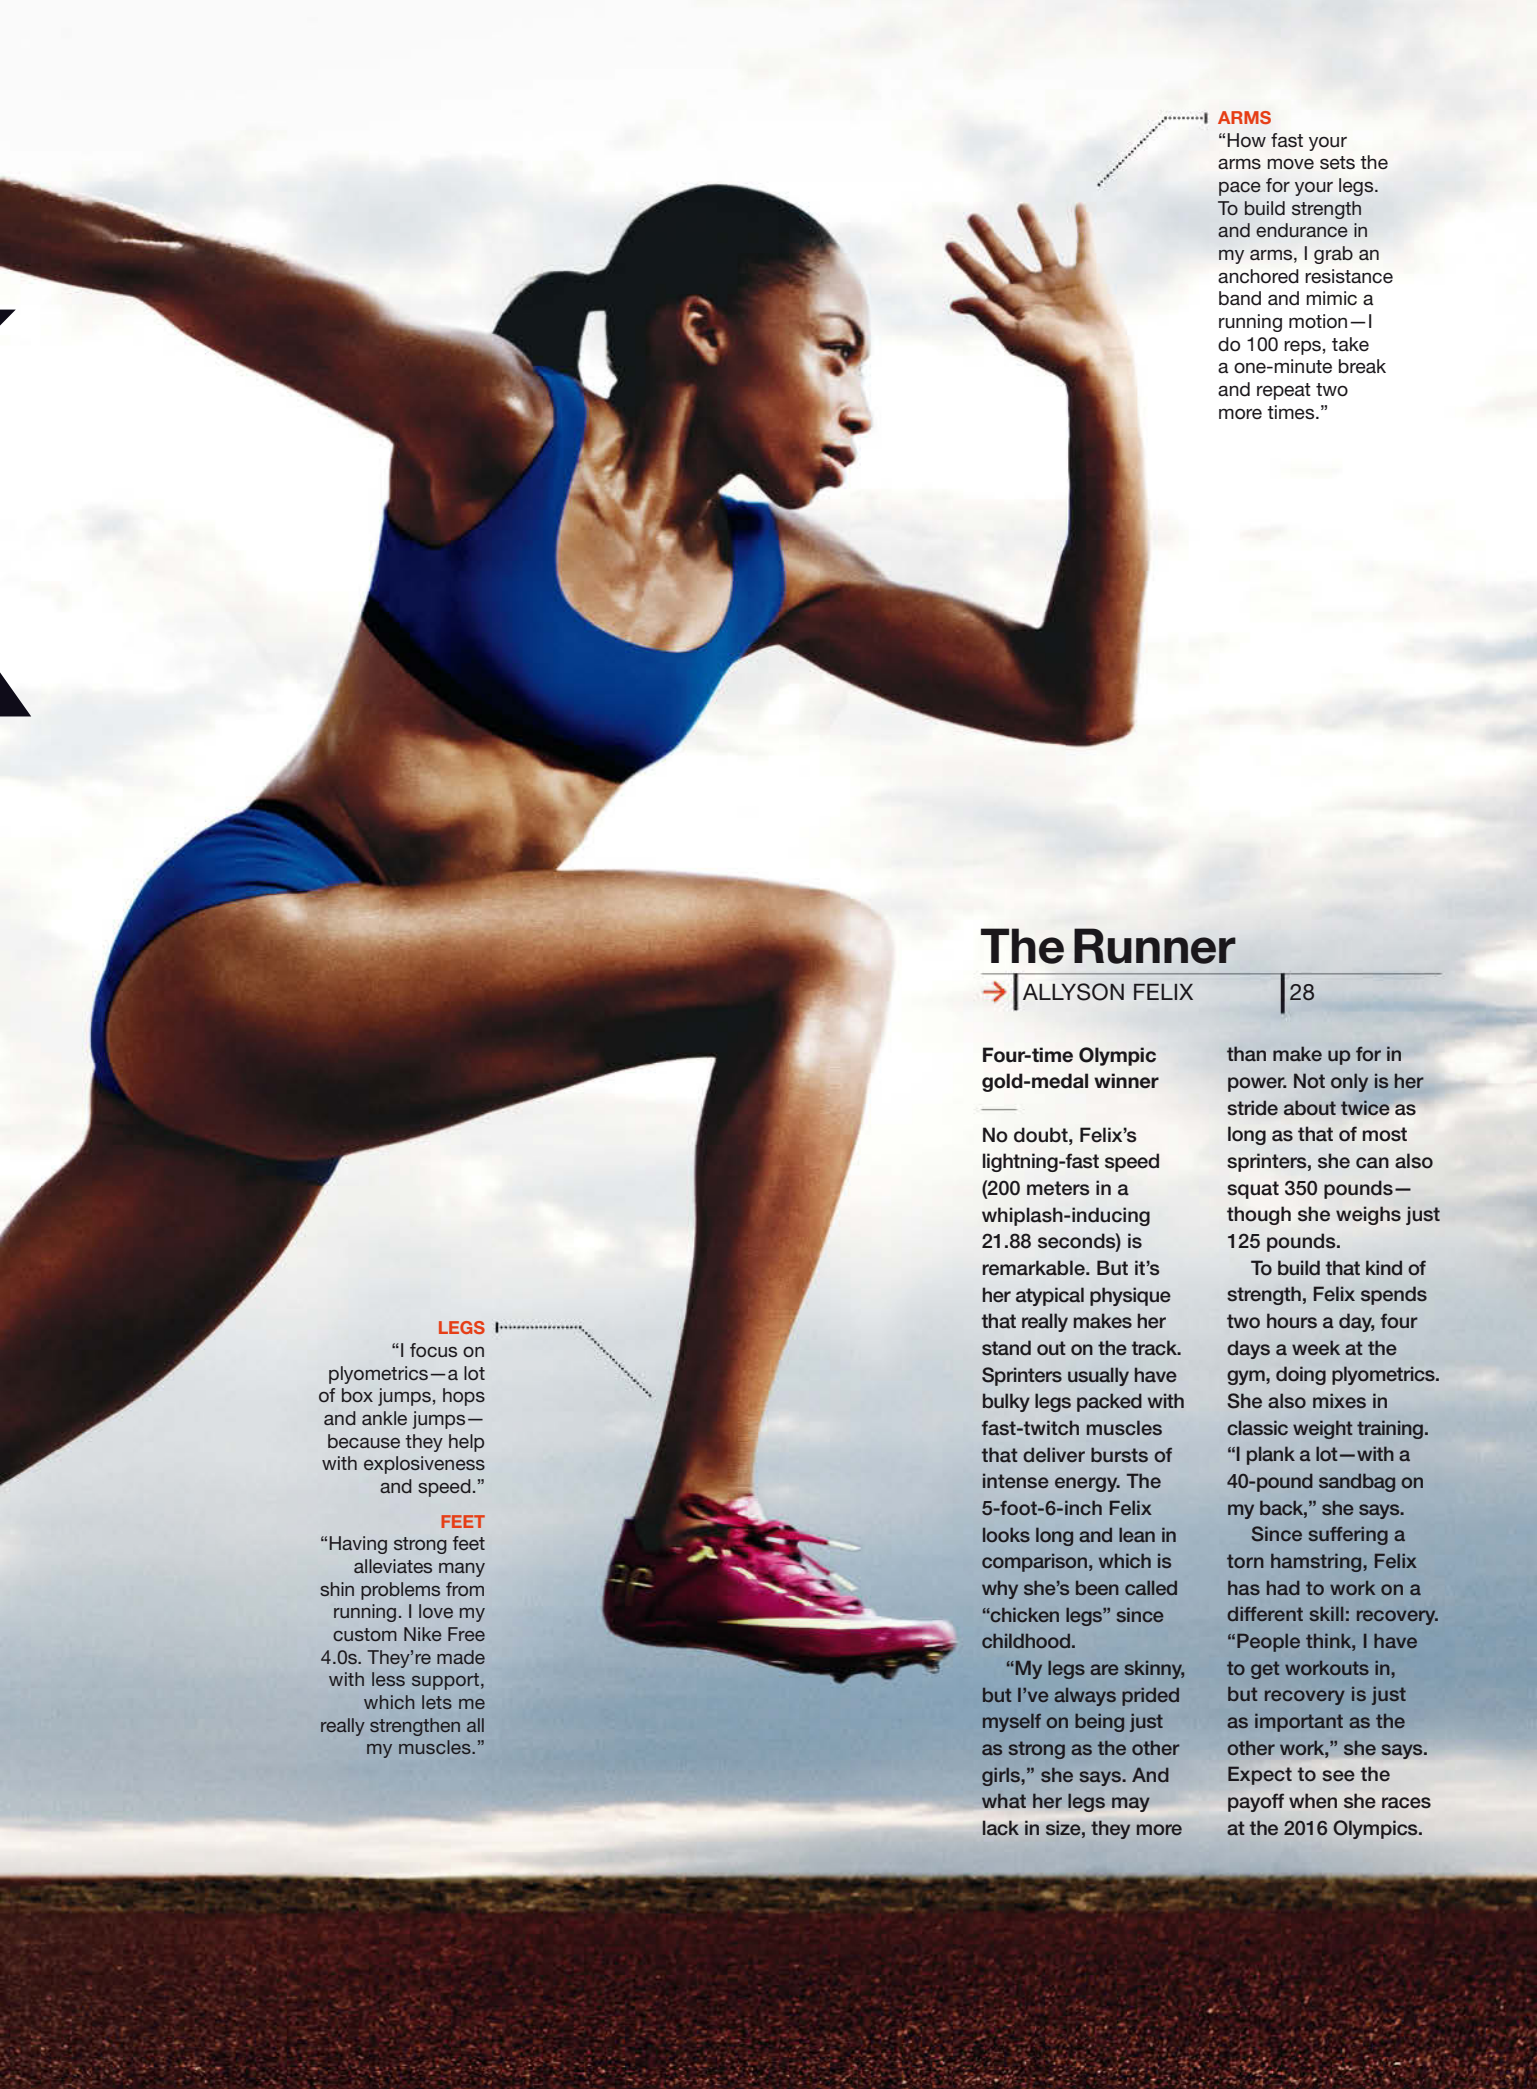 ARMS
“How fast your
arms move sets the
pace for your legs.
To build strength
and endurance in
my arms, I grab an
anchored resistance
band and mimic a
running motion—I
do 100 reps, take
a one-minute break
and repeat two
more times.”
The Runner
ALLYSON FELIX
28
Four-time Olympic
gold-medal winner
No doubt, Felix’s
lightning-fast speed
(200 meters in a
whiplash-inducing
21.88 seconds) is
remarkable. But it’s
her atypical physique
that really makes her
stand out on the track.
Sprinters usually have
bulky legs packed with
fast-twitch muscles
that deliver bursts of
intense energy. The
5-foot-6-inch Felix
looks long and lean in
comparison, which is
why she’s been called
“chicken legs” since
childhood.
“My legs are skinny,
but I’ve always prided
myself on being just
as strong as the other
girls,” she says. And
what her legs may
lack in size, they more
than make up for in
power. Not only is her
stride about twice as
long as that of most
sprinters, she can also
squat 350 pounds—
though she weighs just
125 pounds.
To build that kind of
strength, Felix spends
two hours a day, four
days a week at the
gym, doing plyometrics.
She also mixes in
classic weight training.
“I plank a lot—with a
40-pound sandbag on
my back,” she says.
Since suffering a
torn hamstring, Felix
has had to work on a
different skill: recovery.
“People think, I have
to get workouts in,
but recovery is just
as important as the
other work,” she says.
Expect to see the
payoff when she races
at the 2016 Olympics.
LEGS
“I focus on
plyometrics—a lot
of box jumps, hops
and ankle jumps—
because they help
with explosiveness
and speed.”
FEET
“Having strong feet
alleviates many
shin problems from
running. I love my
custom Nike Free
4.0s. They’re made
with less support,
which lets me
really strengthen all
my muscles.”
AF